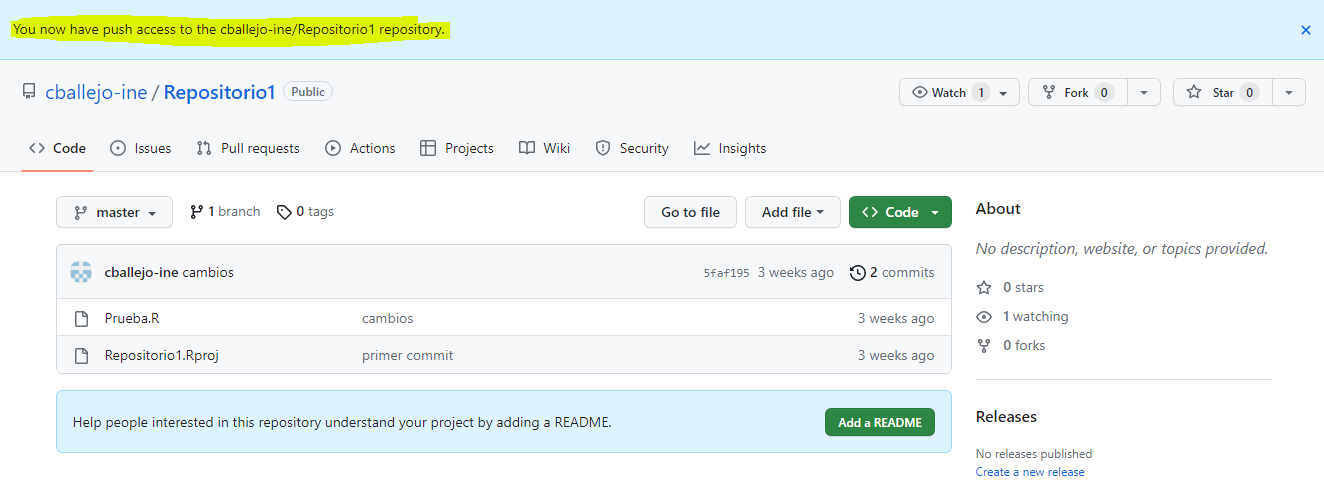 You now have push access to the cballejo-ine/Repositorio1 repository.
cballejo-ine / Repositorio1 Public
Watch 1 Fork 0 Star 0
Code Issues Pull requests Actions Projects Wiki Security Insights
master 1 branch 0 tags Go to file Add file Code
cballejo-ine cambios 5faf195 3 weeks ago 2 commits
Prueba.R cambios 3 weeks ago
Repositorio1.Rproj primer commit 3 weeks ago
Help people interested in this repository understand your project by adding a README. Add a README
About
No description, website, or topics provided.
0 stars
1 watching
0 forks
Releases
No releases published
Create a new release